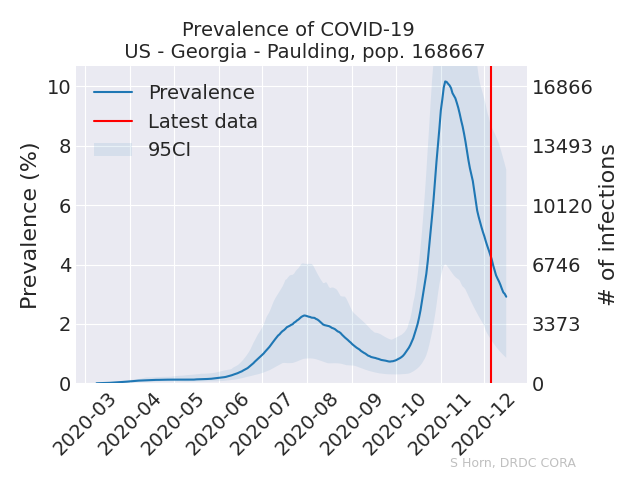 Prevalence of COVID-19
US - Georgia - Paulding, pop. 168667
Prevalence
Latest data
95CI
Prevalence (%)
10
8
6
4
2
0
16866
13493
10120
6746
3373
0
# of infections
2020-03
2020-04
2020-05
2020-06
2020-07
2020-08
2020-09
2020-10
2020-11
2020-12
S Horn, DRDC CORA